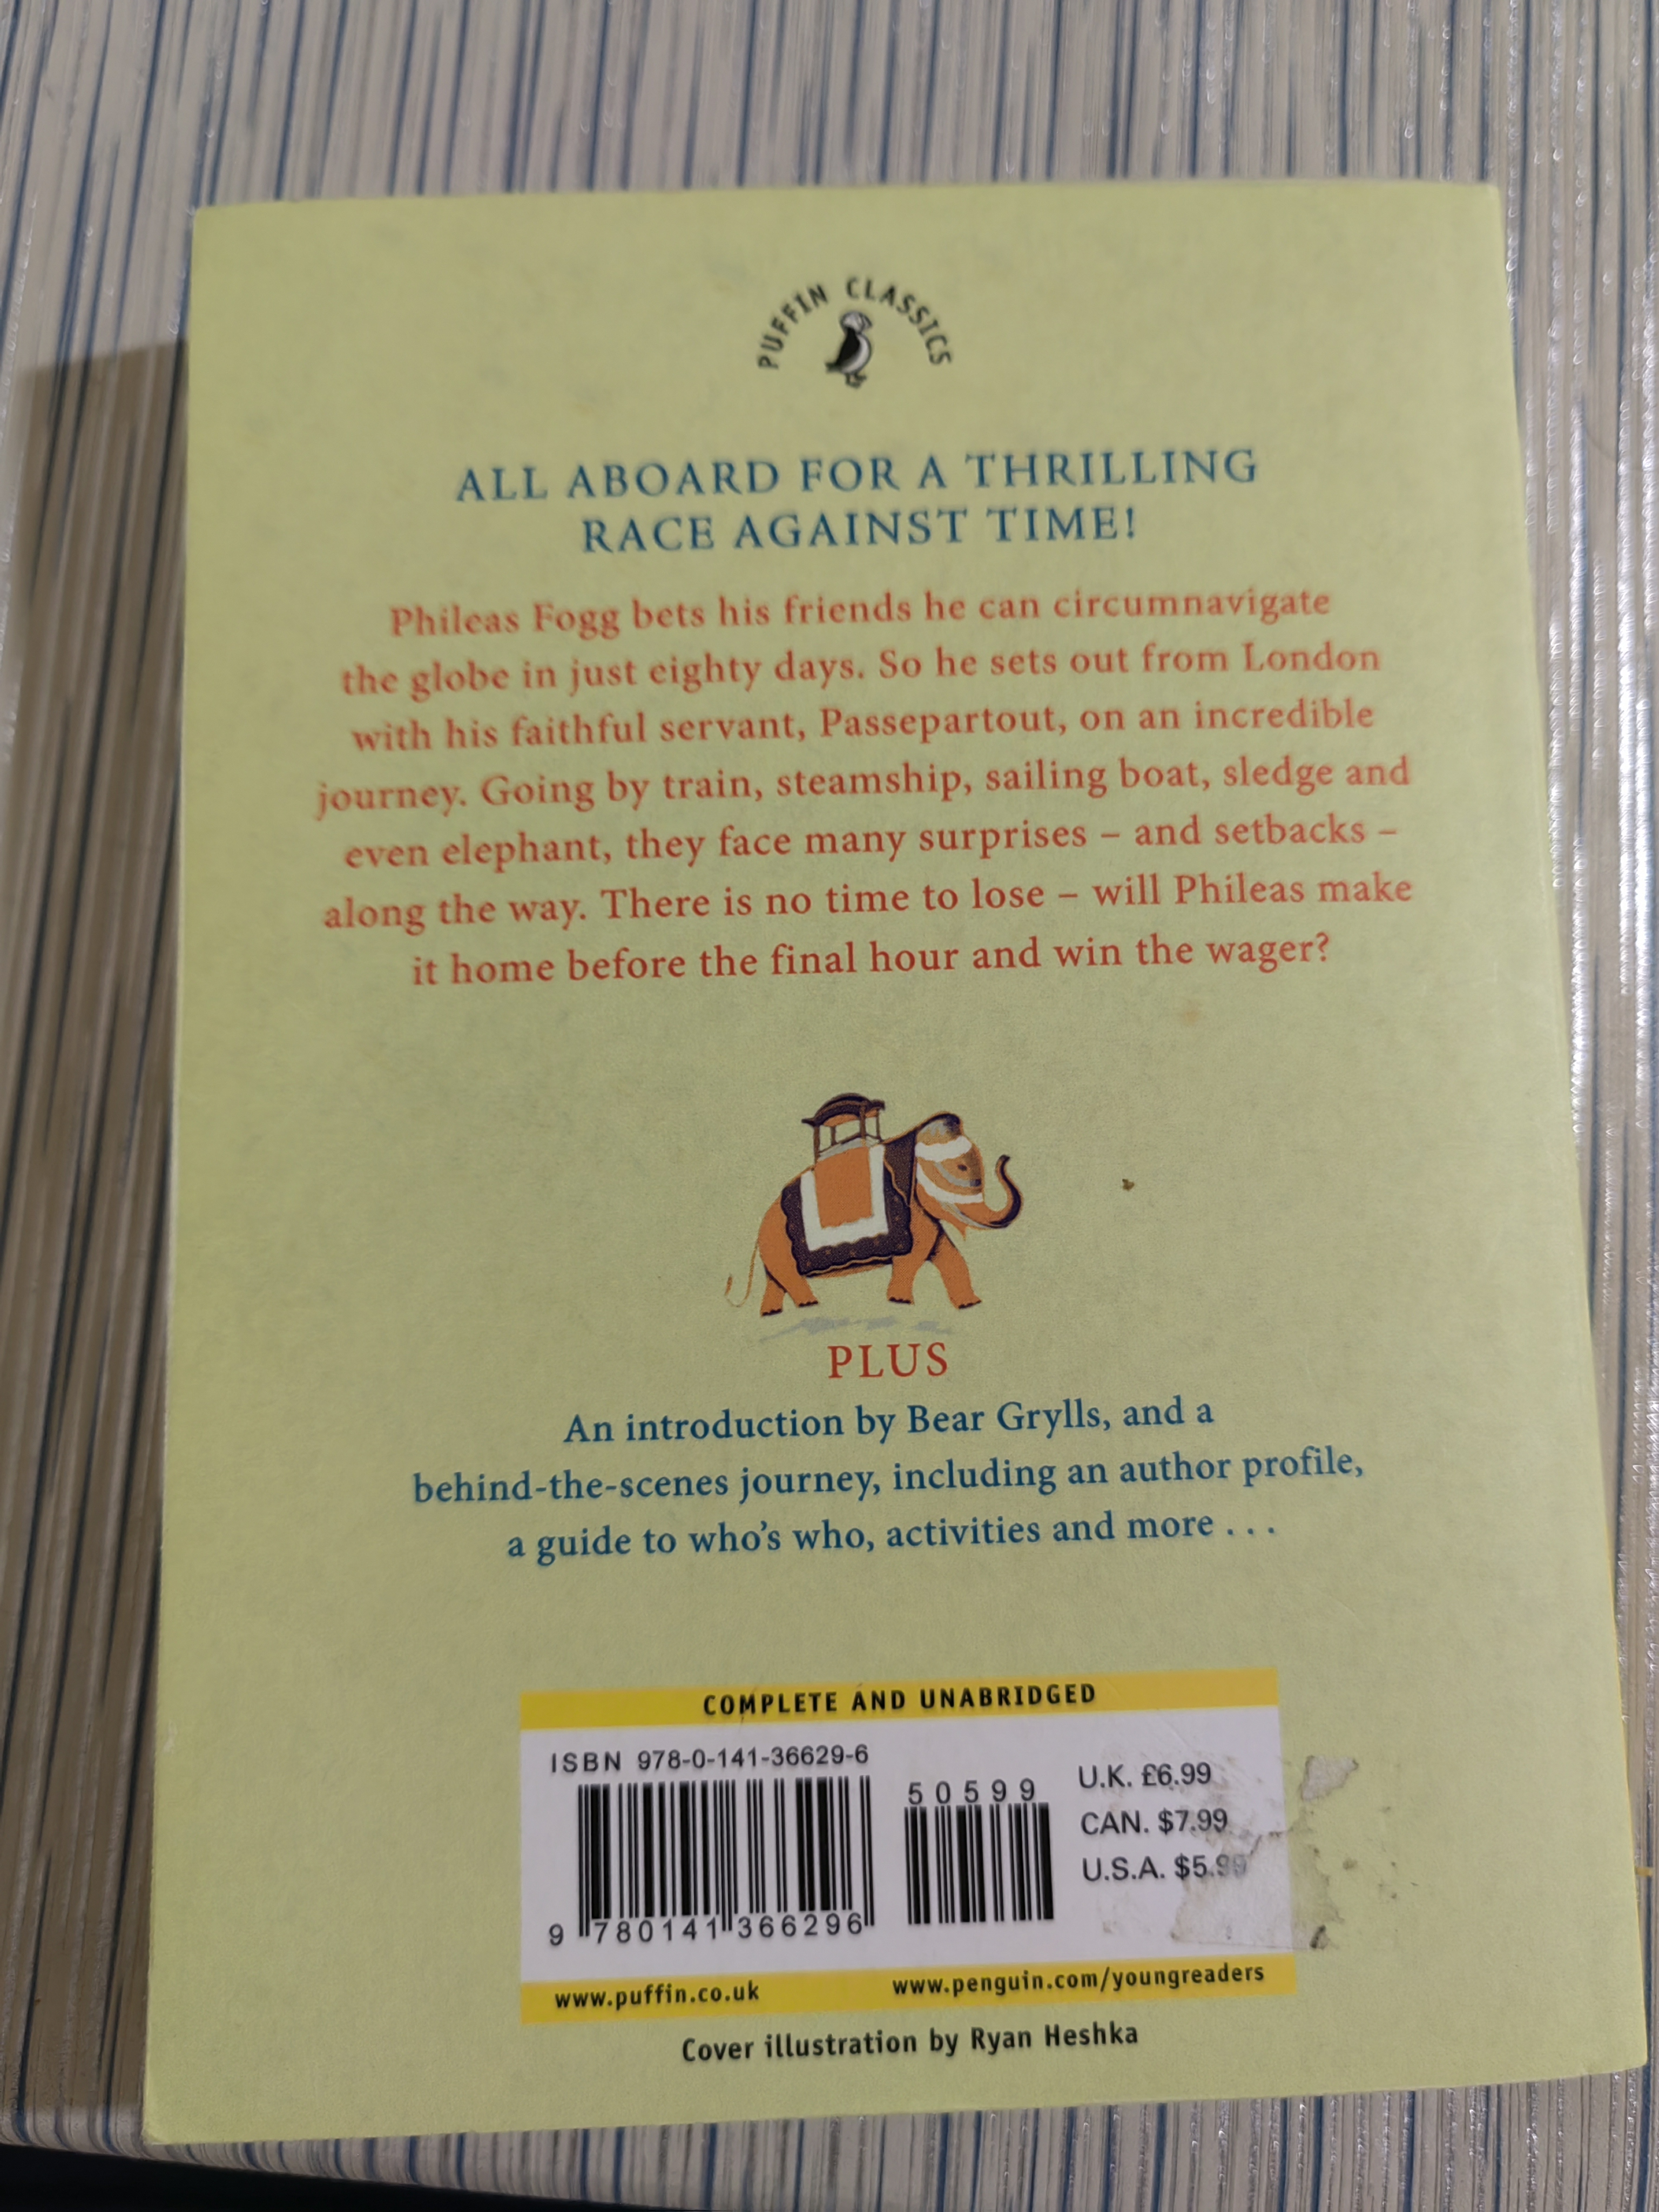 PUFFIN CLASSICS
ALL ABOARD FOR A THRILLING
RACE AGAINST TIME!
Phileas Fogg bets his friends he can circumnavigate
the globe in just eighty days. So he sets out from London
with his faithful servant, Passepartout, on an incredible
journey. Going by train, steamship, sailing boat, sledge and
even elephant, they face many surprises – and setbacks –
along the way. There is no time to lose – will Phileas make
it home before the final hour and win the wager?
PLUS
An introduction by Bear Grylls, and a
behind-the-scenes journey, including an author profile,
a guide to who's who, activities and more . . .
COMPLETE AND UNABRIDGED
ISBN 978-0-141-36629-6
50599
U.K. £6.99
CAN. $7.99
U.S.A. $5.99
9 780141 366296
www.puffin.co.uk www.penguin.com/youngreaders
Cover illustration by Ryan Heshka